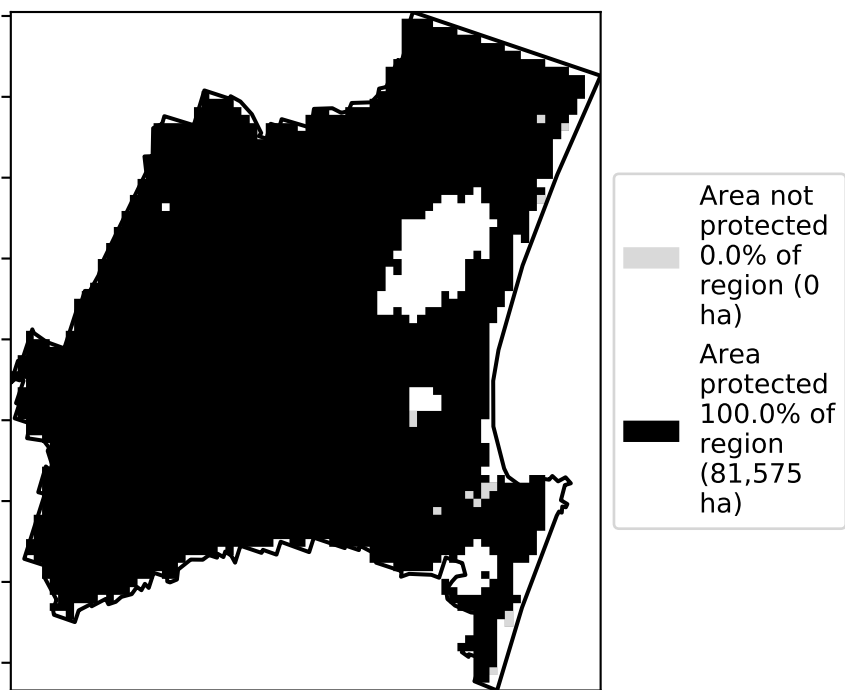 Area not
protected
0.0% of
region (0
ha)
Area
protected
100.0% of
region
(81,575
ha)